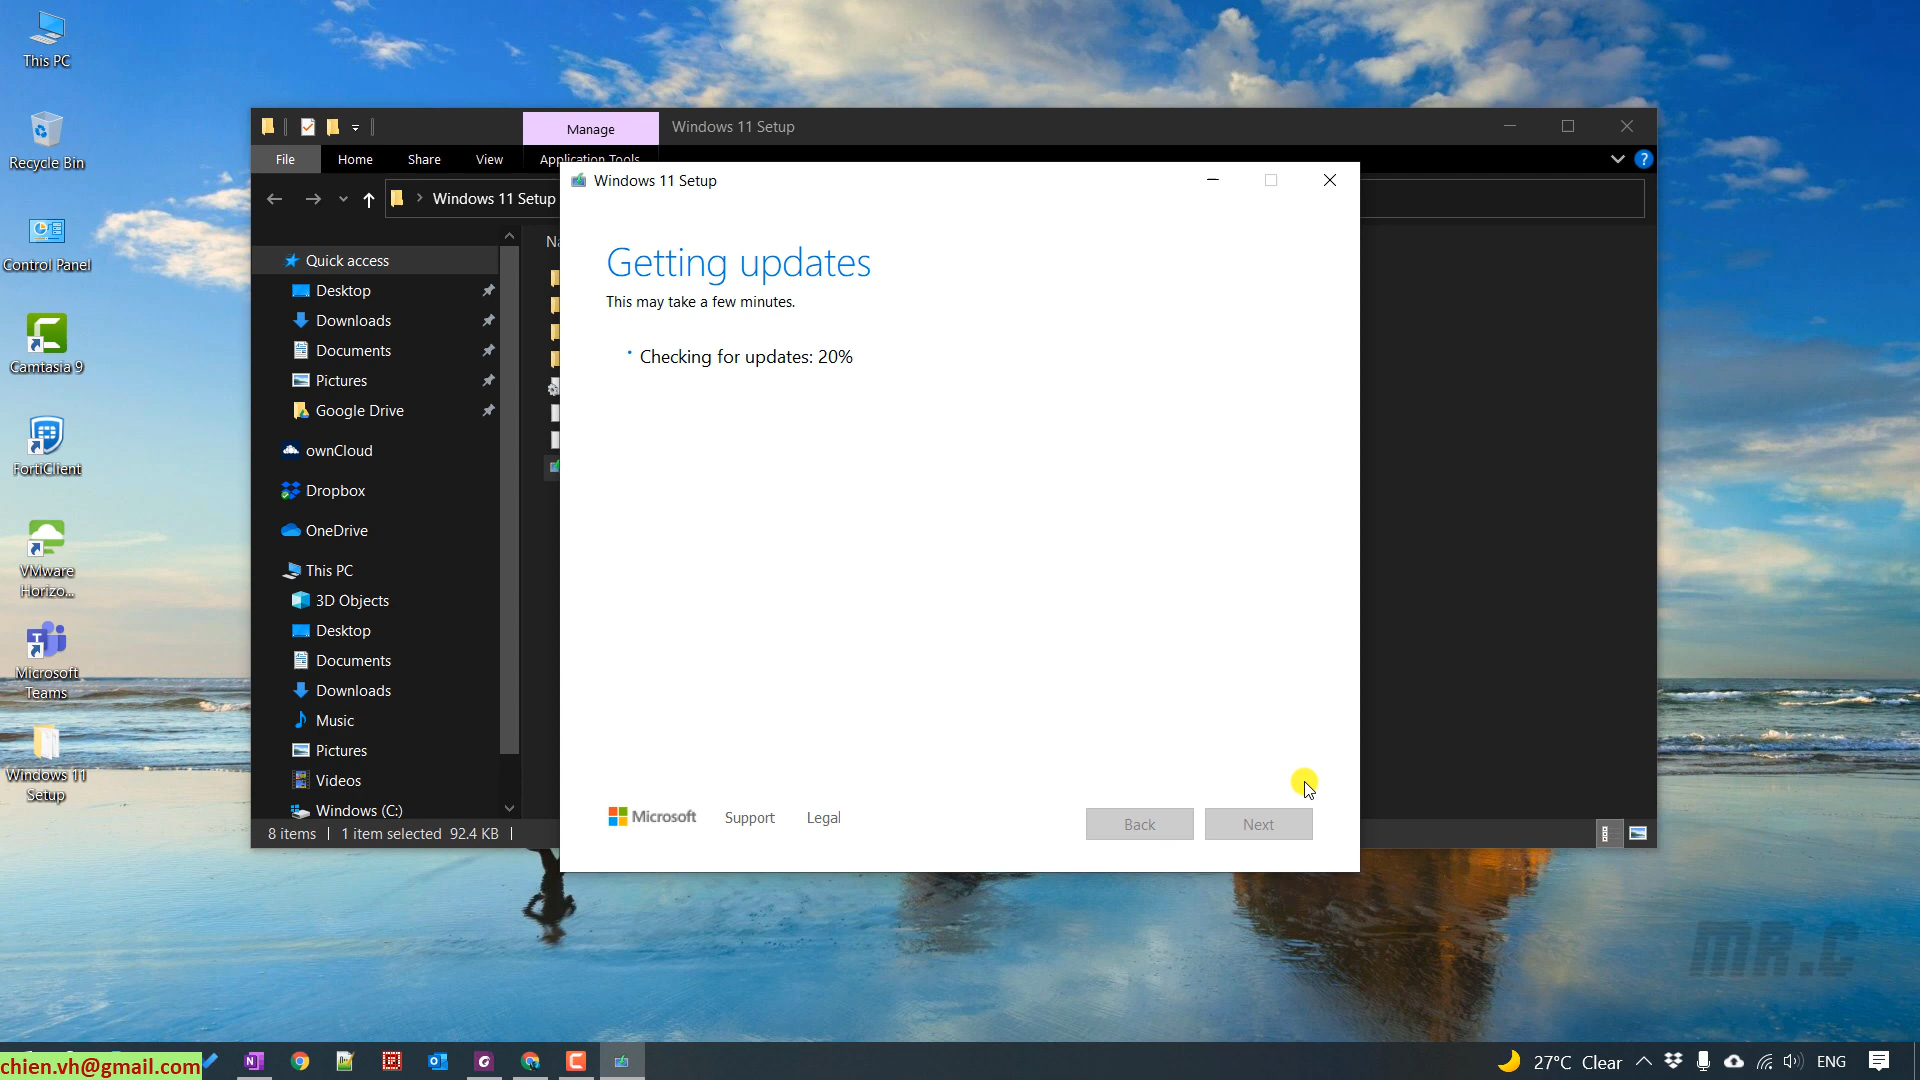 This PC
Recycle Bin
Control Panel
Camtasia 9
FortiClient
VMware
Horizo...
Microsoft
Teams
Windows 11
Setup
Manage
Windows 11 Setup
File
Home
Share
View
Application Tools
Windows 11 Setup
Quick access
Desktop
Downloads
Documents
Pictures
Google Drive
ownCloud
Dropbox
OneDrive
This PC
3D Objects
Desktop
Documents
Downloads
Music
Pictures
Videos
Windows (C:)
8 items
1 item selected 92.4 KB
Windows 11 Setup
Getting updates
This may take a few minutes.
Checking for updates: 20%
Microsoft
Support
Legal
Back
Next
MR.C
chien.vh@gmail.com
27°C Clear
ENG